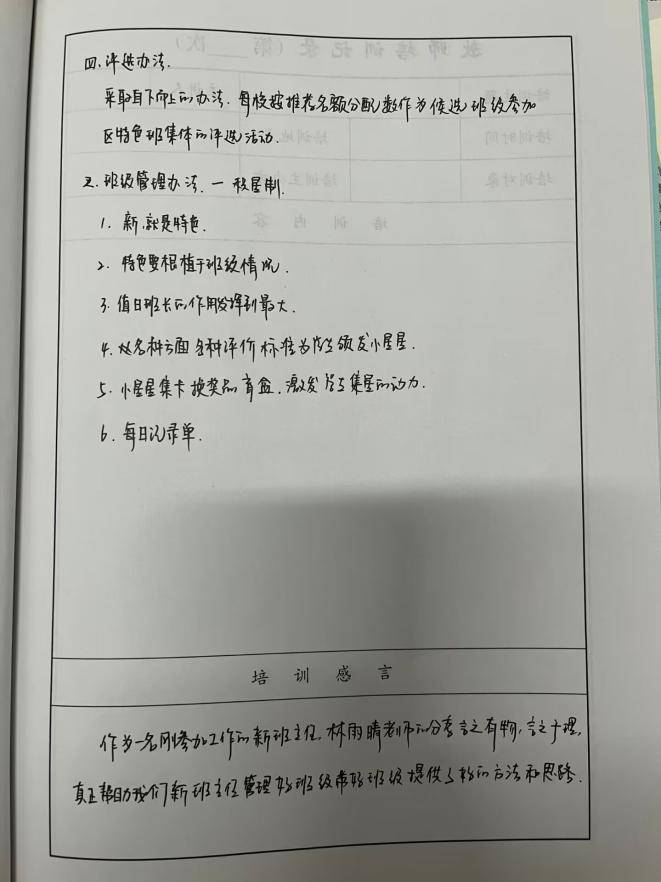 四.评选办法.
采取自下而上的办法.每校按推荐名额分配数作为候选班级参加
区特色班集体的评选活动.
五.班级管理办法.一积星制.
1.新.就是特色.
2.特色要根植于班级情况.
3.值日班长的作用发挥到最大.
4.从各种方面各种评价标准为学生颁发小星星.
5.小星星集卡换奖品盲盒.激发学生集星的动力.
6.每日记录单.
培训感言
作为一名刚参加工作的新班主任,林雨晴老师的分享言之有物,言之有理,
真正帮助我们新班主任管理好班级带好班级提供了好的方法和思路.